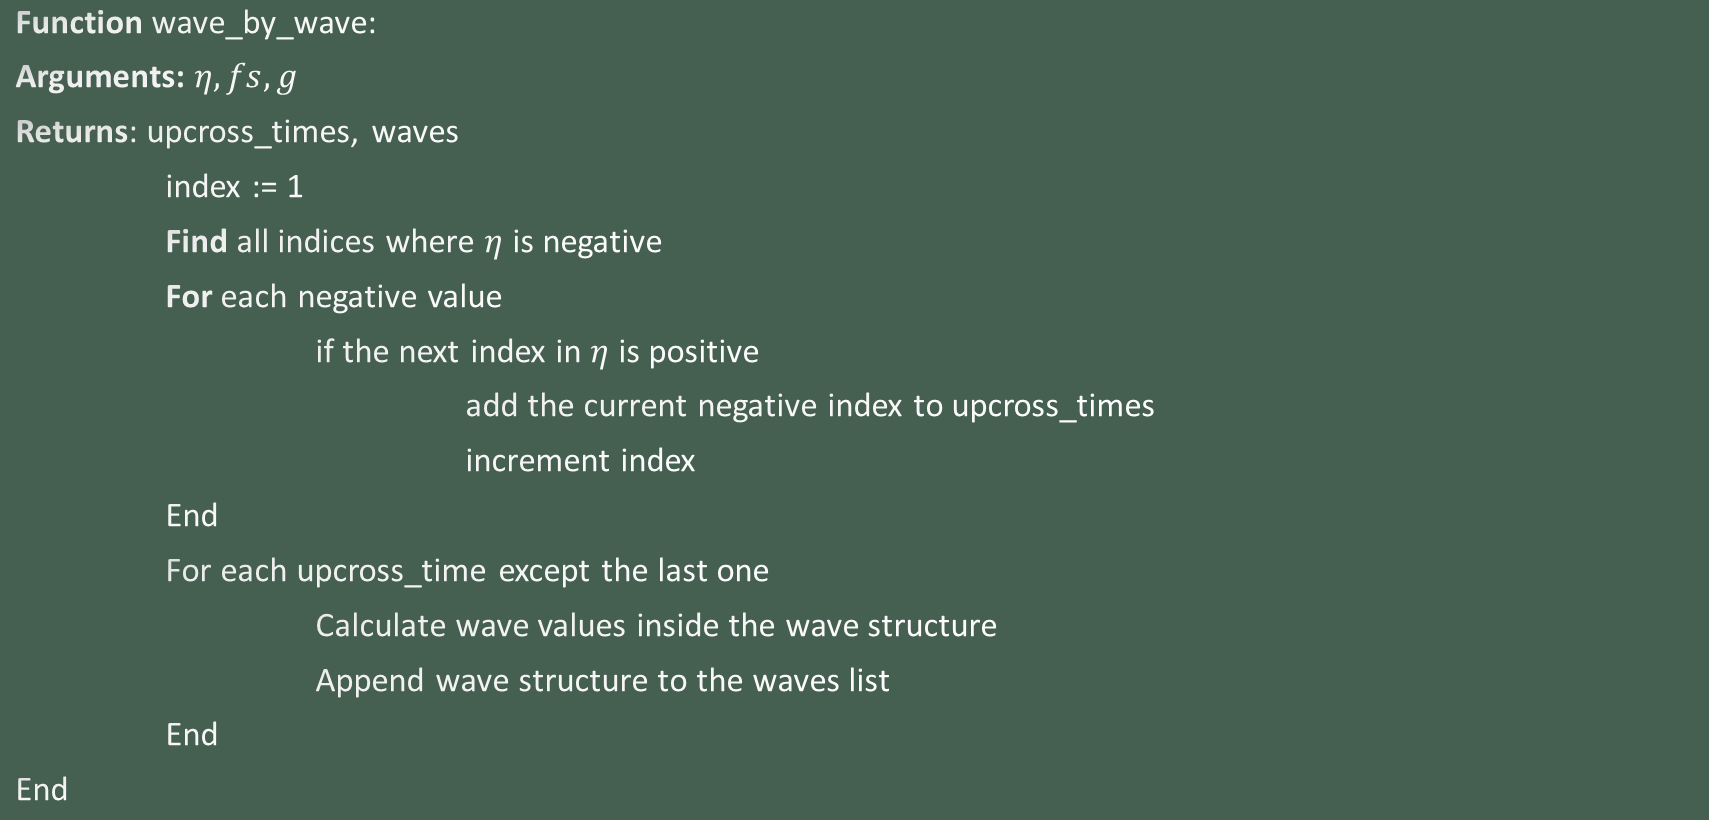 Function wave_by_wave:
Arguments: η, fs, g
Returns: upcross_times, waves
index := 1
Find all indices where η is negative
For each negative value
if the next index in η is positive
add the current negative index to upcross_times
increment index
End
For each upcross_time except the last one
Calculate wave values inside the wave structure
Append wave structure to the waves list
End
End